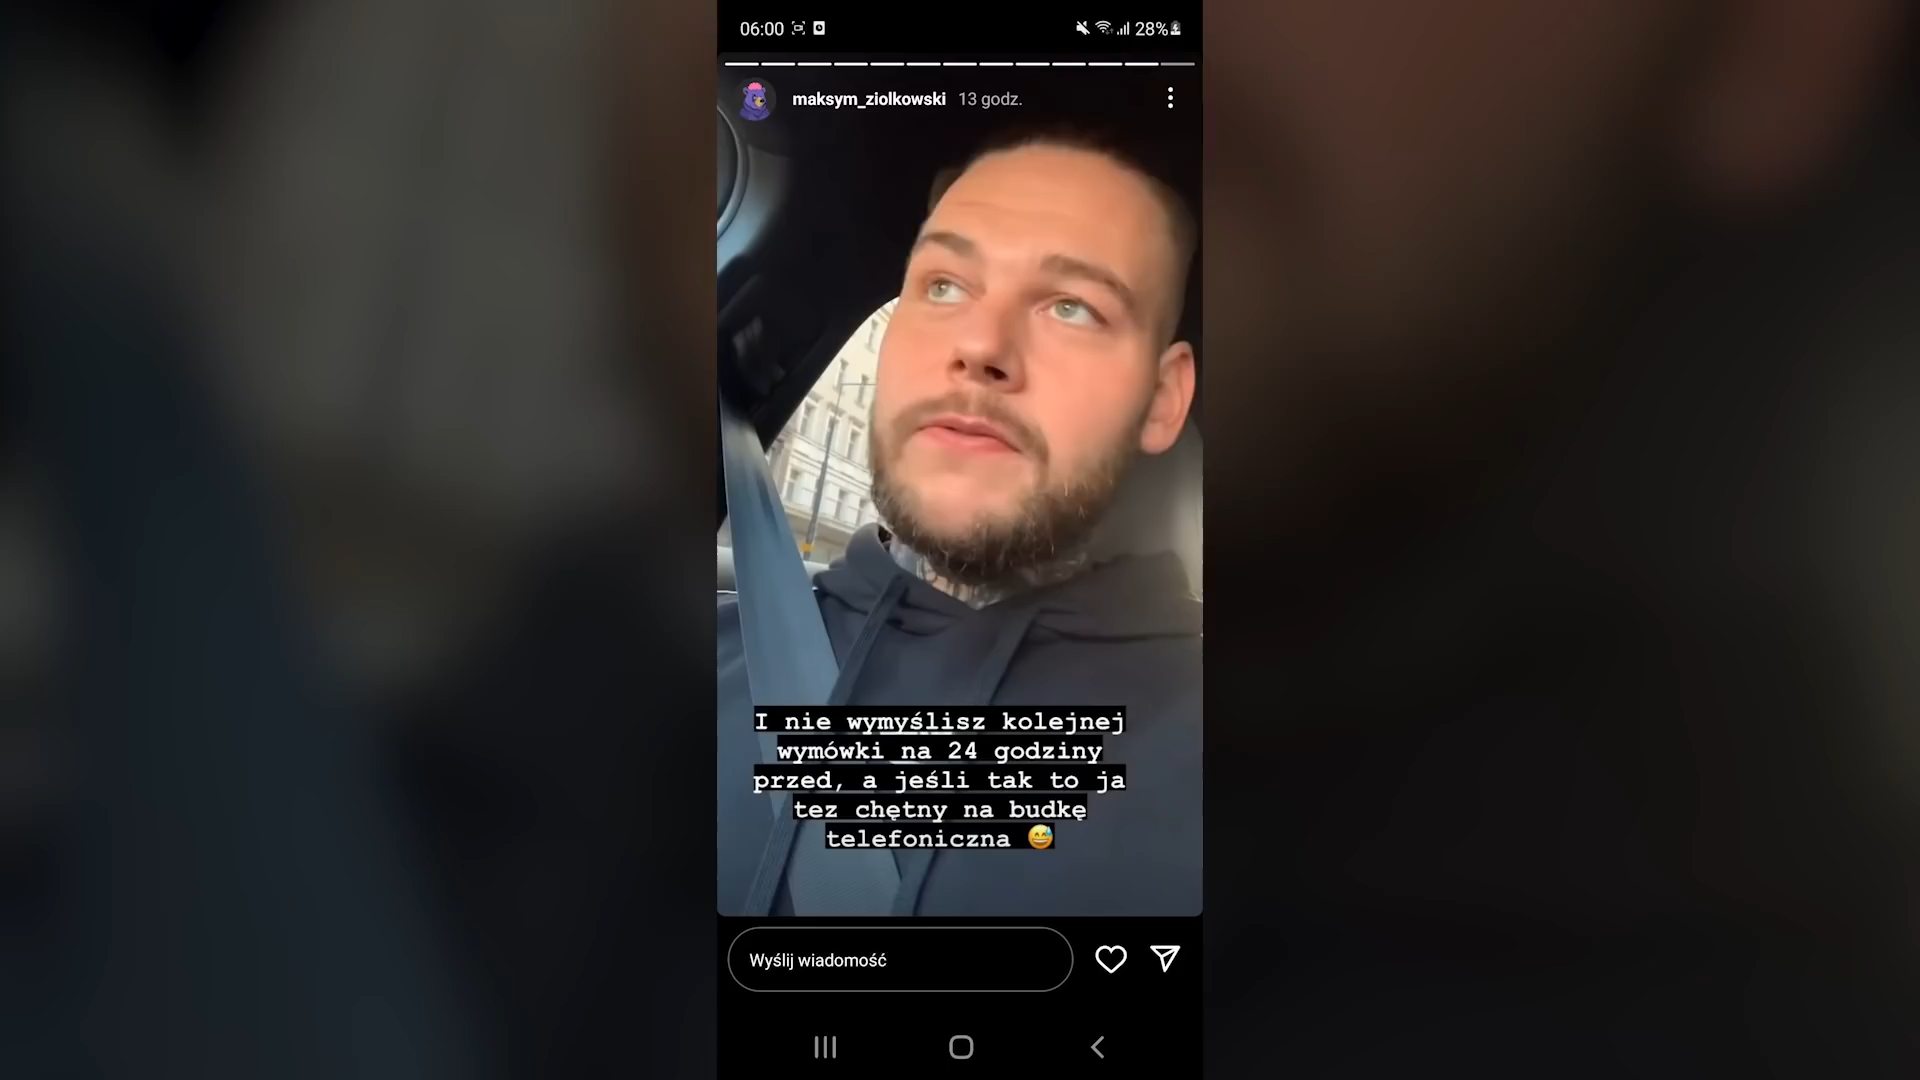 06:00 28%
maksym_ziolkowski 13 godz.
I nie wymyślisz kolejnej
wymówki na 24 godziny
przed, a jeśli tak to ja
tez chętny na budkę
telefoniczna 😅
Wyślij wiadomość